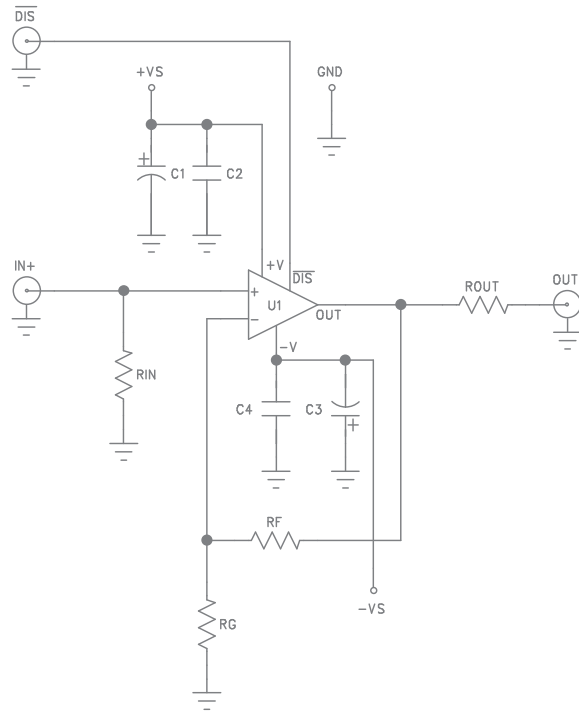 DIS
+VS
GND
+
C1
C2
IN+
+V
DIS
+
−
U1
OUT
ROUT
OUT
RIN
−V
C4
C3
+
RF
−VS
RG